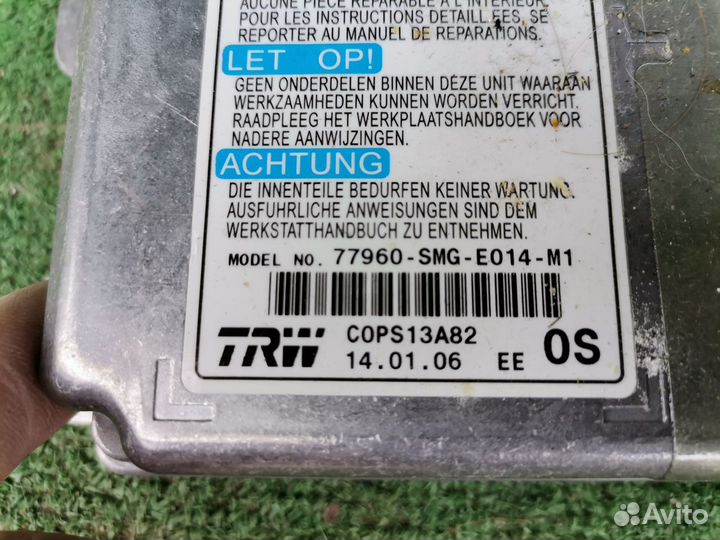 AUCUNE PIECE REPARABLE A L'INTERIEUR.
POUR LES INSTRUCTIONS DETAILLEES, SE
REPORTER AU MANUEL DE REPARATIONS.
LET OP!
GEEN ONDERDELEN BINNEN DEZE UNIT WAARAAN
WERKZAAMHEDEN KUNNEN WORDEN VERRICHT.
RAADPLEEG HET WERKPLAATSHANDBOEK VOOR
NADERE AANWIJZINGEN.
ACHTUNG
DIE INNENTEILE BEDURFEN KEINER WARTUNG.
AUSFUHRLICHE ANWEISUNGEN SIND DEM
WERKSTATTHANDBUCH ZU ENTNEHMEN.
MODEL NO. 77960-SMG-E014-M1
TRW C0PS13A82
14.01.06 EE 0S
Avito